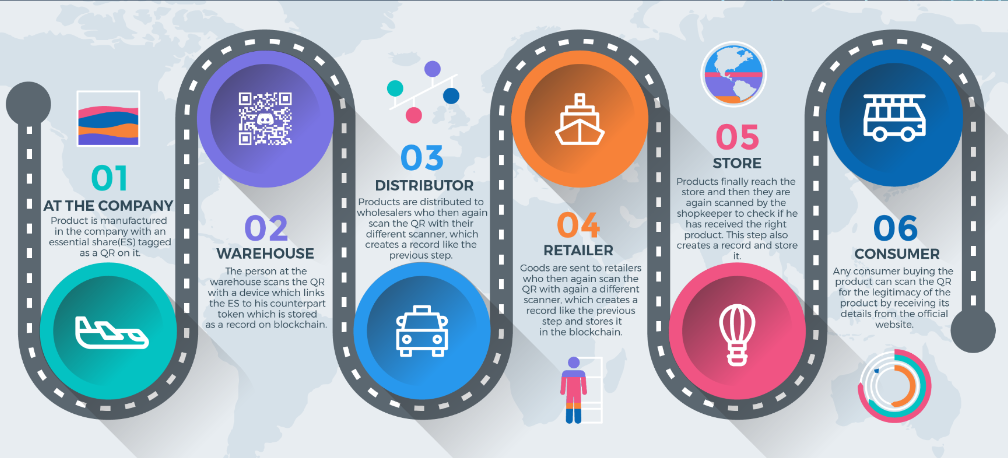 01
AT THE COMPANY
Product is manufactured
in the company with an
essential share(ES) tagged
as a QR on it.
02
WAREHOUSE
The person at the
warehouse scans the QR
with a device which links
the ES to his counterpart
token which is stored
as a record on blockchain.
03
DISTRIBUTOR
Products are distributed to
wholesalers who then again
scan the QR with their
different scanner, which
creates a record like the
previous step.
04
RETAILER
Goods are sent to retailers
who then again scan the
QR with again a different
scanner, which creates a
record like the previous
step and stores it
in the blockchain.
05
STORE
Products finally reach the
store and then they are
again scanned by the
shopkeeper to check if he
has received the right
product. This step also
creates a record and store
it.
06
CONSUMER
Any consumer buying the
product can scan the QR
for the legitimacy of the
product by receiving its
details from the official
website.